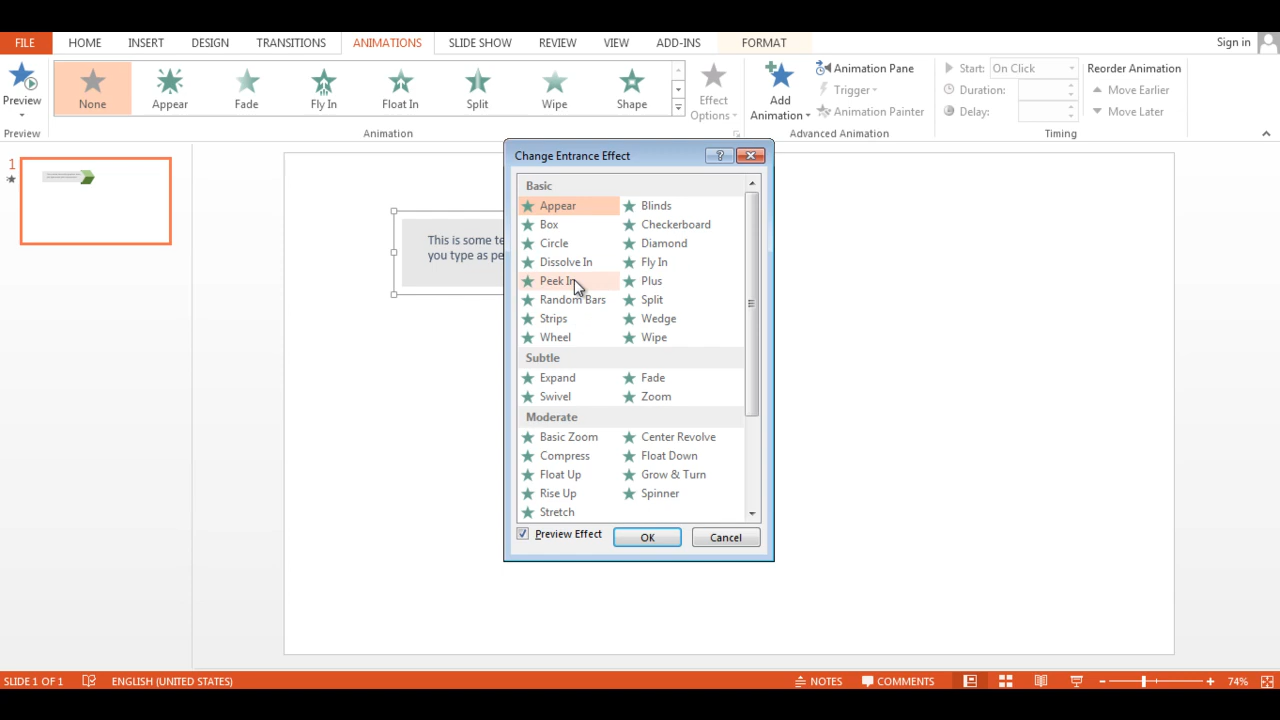 FILE HOME INSERT DESIGN TRANSITIONS ANIMATIONS SLIDE SHOW REVIEW VIEW ADD-INS FORMAT Sign in
Preview
None Appear Fade Fly In Float In Split Wipe Shape
Effect Options
Add Animation
Animation Pane
Trigger
Animation Painter
Start: On Click
Duration:
Delay:
Reorder Animation
Move Earlier
Move Later
Preview Animation Advanced Animation Timing
1
This is some te
you type as pe
Change Entrance Effect
?
Basic
Appear Blinds
Box Checkerboard
Circle Diamond
Dissolve In Fly In
Peek In Plus
Random Bars Split
Strips Wedge
Wheel Wipe
Subtle
Expand Fade
Swivel Zoom
Moderate
Basic Zoom Center Revolve
Compress Float Down
Float Up Grow & Turn
Rise Up Spinner
Stretch
Preview Effect OK Cancel
SLIDE 1 OF 1 ENGLISH (UNITED STATES) NOTES COMMENTS 74%